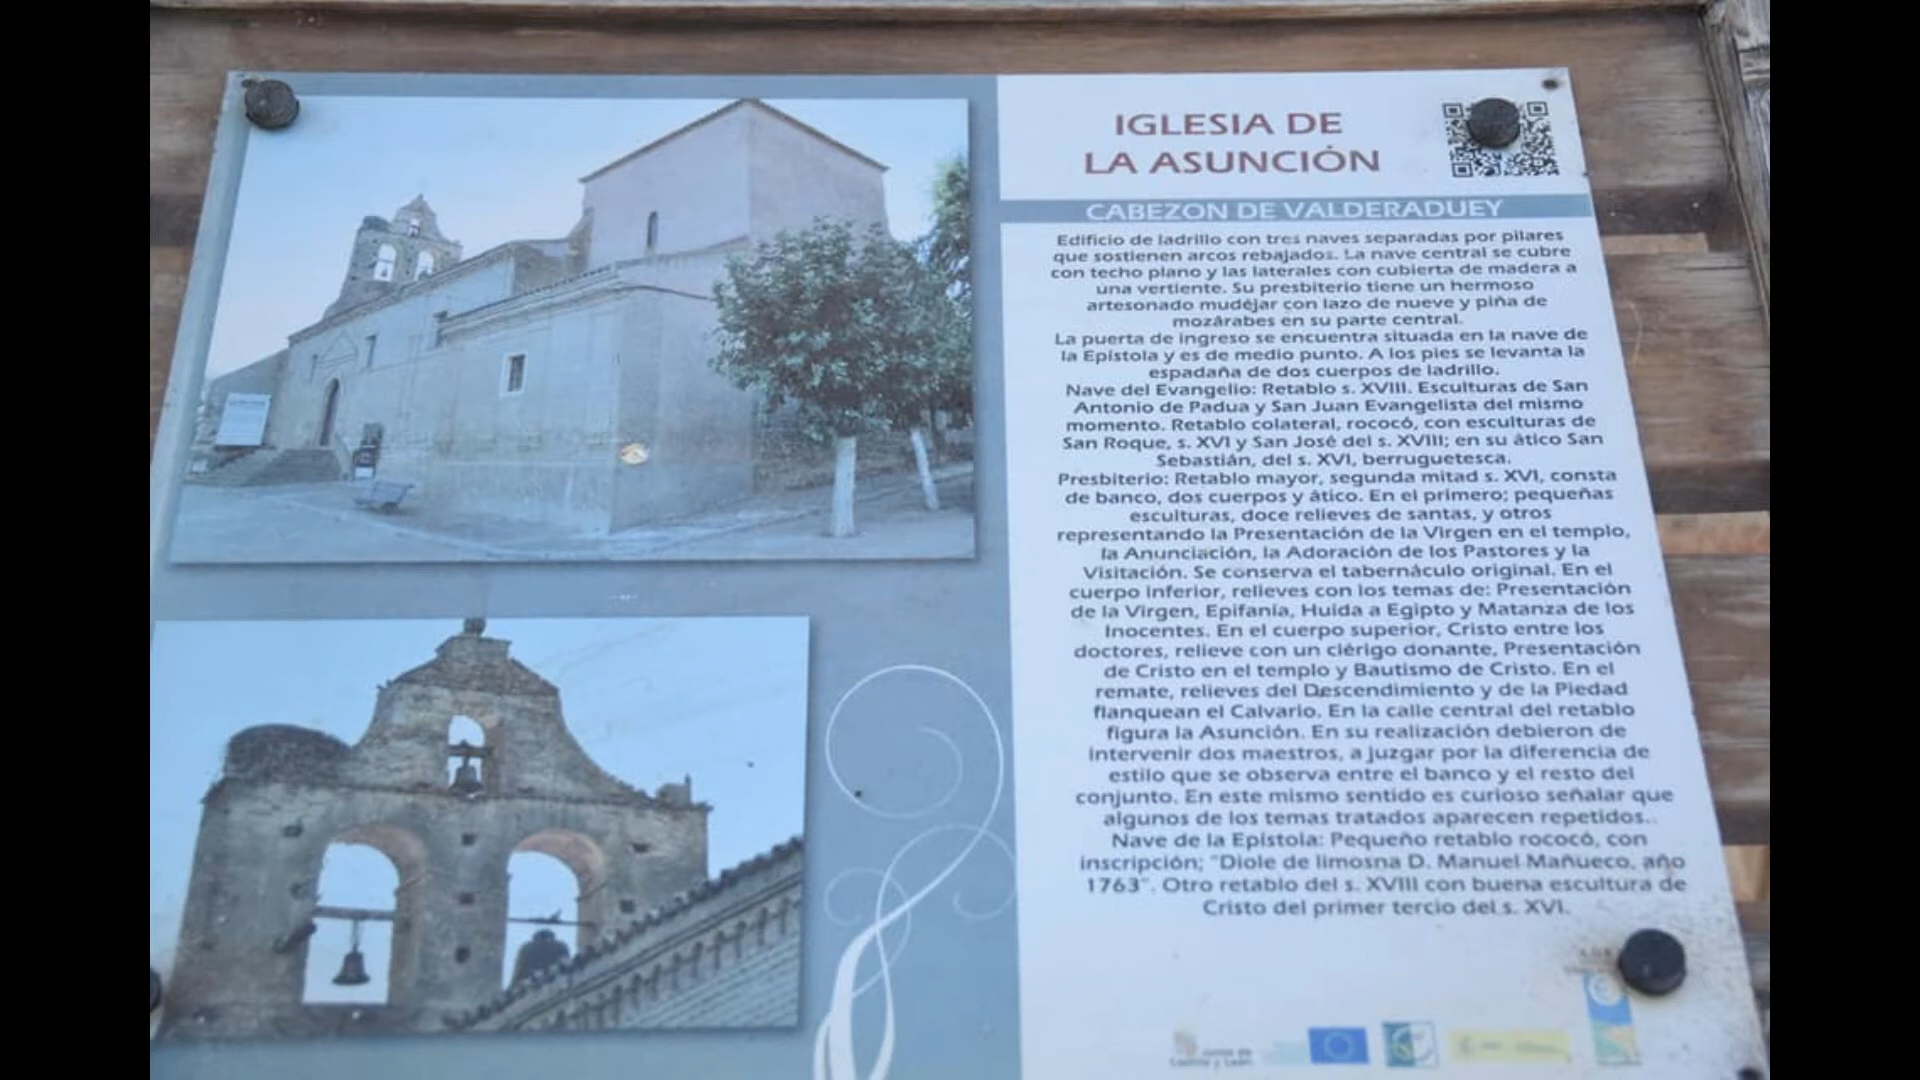 IGLESIA DE
LA ASUNCIÓN
CABEZON DE VALDERADUEY
Edificio de ladrillo con tres naves separadas por pilares
que sostienen arcos rebajados. La nave central se cubre
con techo plano y las laterales con cubierta de madera a
una vertiente. Su presbiterio tiene un hermoso
artesonado mudéjar con lazo de nueve y piña de
mozárabes en su parte central.
La puerta de ingreso se encuentra situada en la nave de
la Epístola y es de medio punto. A los pies se levanta la
espadaña de dos cuerpos de ladrillo.
Nave del Evangelio: Retablo s. XVIII. Esculturas de San
Antonio de Padua y San Juan Evangelista del mismo
momento. Retablo colateral, rococó, con esculturas de
San Roque, s. XVI y San José del s. XVIII; en su ático San
Sebastián, del s. XVI, berruguetesca.
Presbiterio: Retablo mayor, segunda mitad s. XVI, consta
de banco, dos cuerpos y ático. En el primero; pequeñas
esculturas, doce relieves de santas, y otros
representando la Presentación de la Virgen en el templo,
la Anunciación, la Adoración de los Pastores y la
Visitación. Se conserva el tabernáculo original. En el
cuerpo inferior, relieves con los temas de: Presentación
de la Virgen, Epifanía, Huida a Egipto y Matanza de los
Inocentes. En el cuerpo superior, Cristo entre los
doctores, relieve con un clérigo donante, Presentación
de Cristo en el templo y Bautismo de Cristo. En el
remate, relieves del Descendimiento y de la Piedad
flanquean el Calvario. En la calle central del retablo
figura la Asunción. En su realización debieron de
intervenir dos maestros, a juzgar por la diferencia de
estilo que se observa entre el banco y el resto del
conjunto. En este mismo sentido es curioso señalar que
algunos de los temas tratados aparecen repetidos..
Nave de la Epístola: Pequeño retablo rococó, con
inscripción; "Diole de limosna D. Manuel Mañueco, año
1763". Otro retablo del s. XVIII con buena escultura de
Cristo del primer tercio del s. XVI.
Junta de
Castilla y León